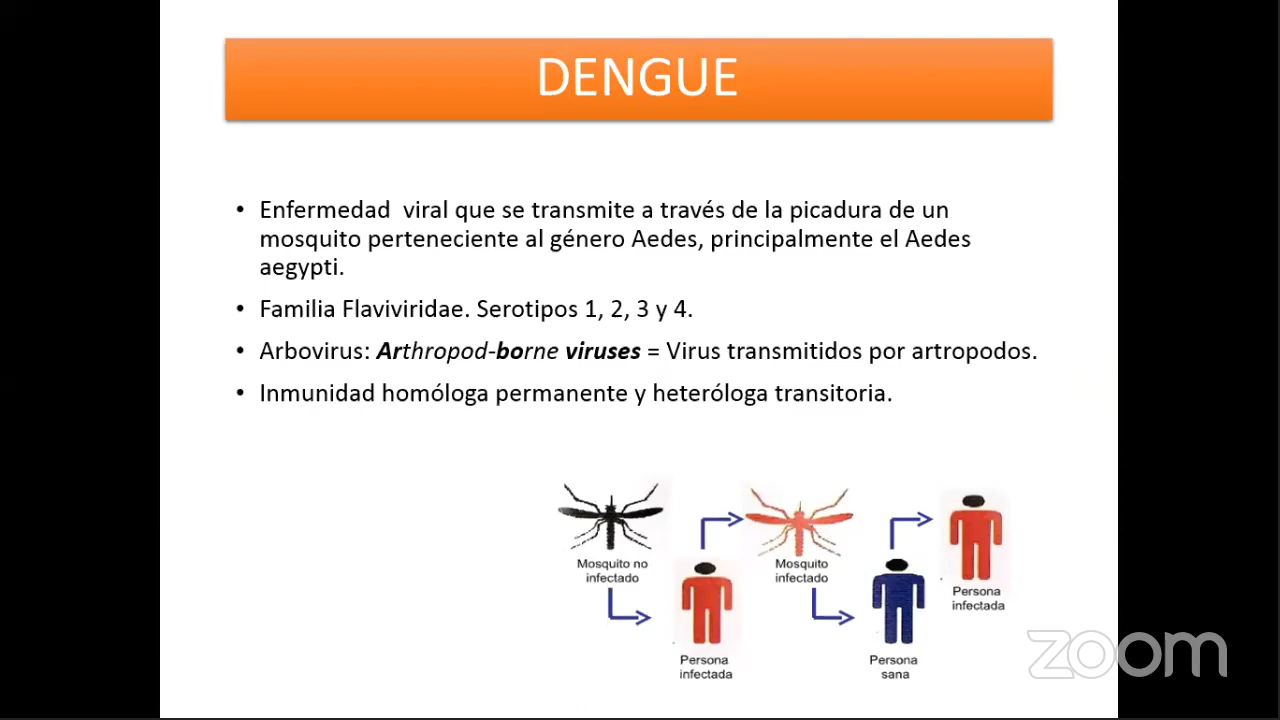 DENGUE
• Enfermedad viral que se transmite a través de la picadura de un
mosquito perteneciente al género Aedes, principalmente el Aedes
aegypti.
• Familia Flaviviridae. Serotipos 1, 2, 3 y 4.
• Arbovirus: Arthropod-borne viruses = Virus transmitidos por artropodos.
• Inmunidad homóloga permanente y heteróloga transitoria.
Mosquito no
infectado
Persona
infectada
Mosquito
infectado
Persona
sana
Persona
infectada
zoom